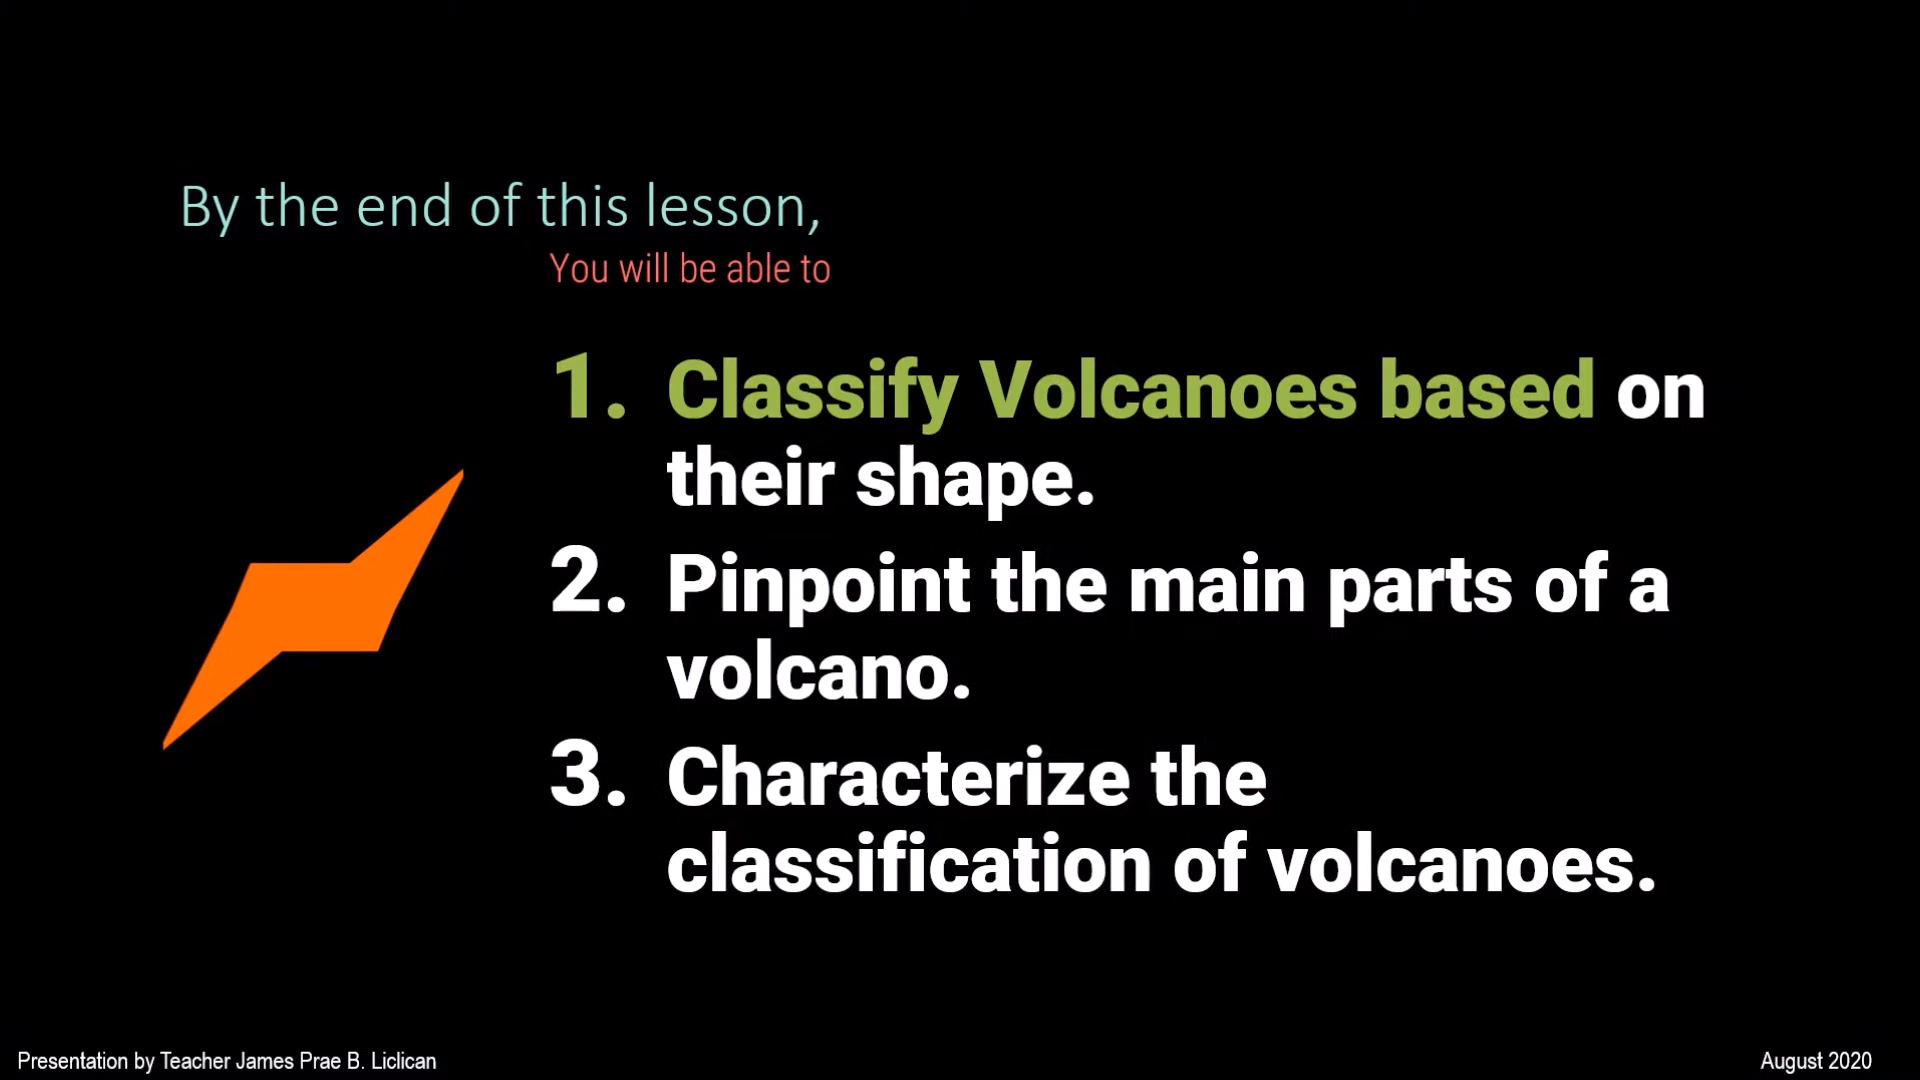 By the end of this lesson,
You will be able to
1. Classify Volcanoes based on
their shape.
2. Pinpoint the main parts of a
volcano.
3. Characterize the
classification of volcanoes.
Presentation by Teacher James Prae B. Liclican
August 2020